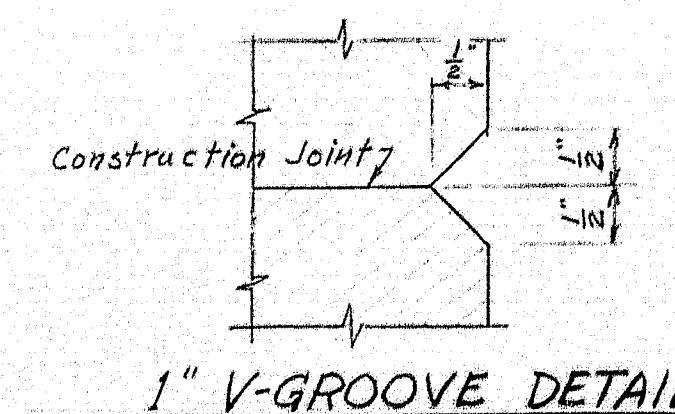 1/2"
Construction Joint
1/2"
1/2"
1" V-GROOVE DETAIL